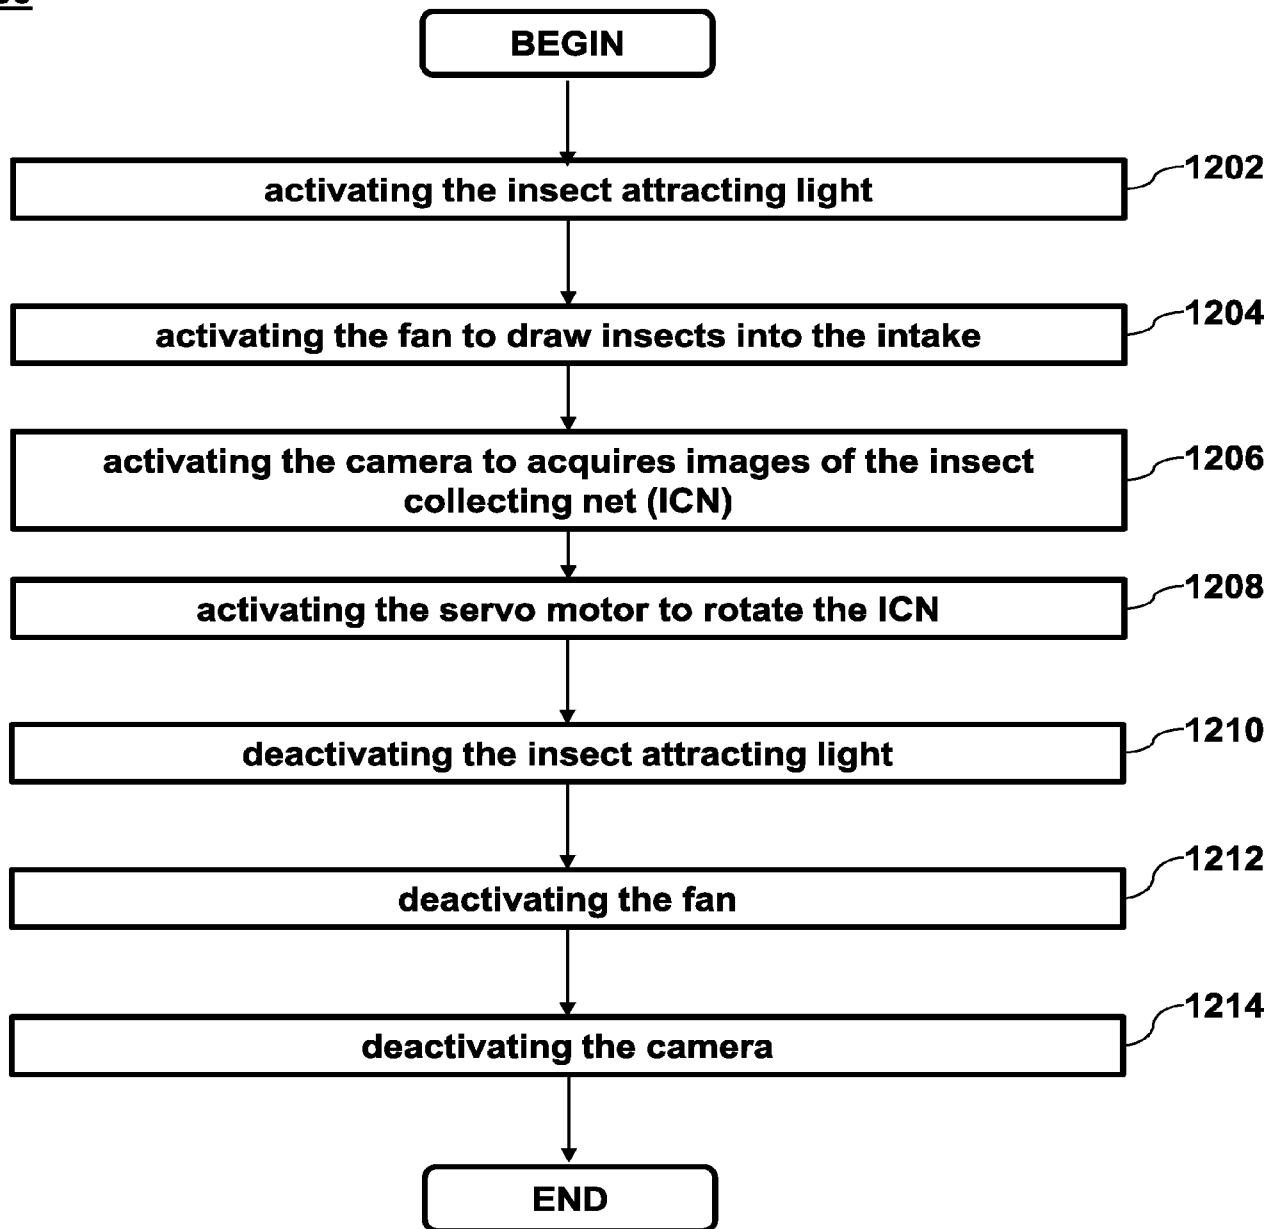 BEGIN
activating the insect attracting light
1202
activating the fan to draw insects into the intake
1204
activating the camera to acquires images of the insect
collecting net (ICN)
1206
activating the servo motor to rotate the ICN
1208
deactivating the insect attracting light
1210
deactivating the fan
1212
deactivating the camera
1214
END